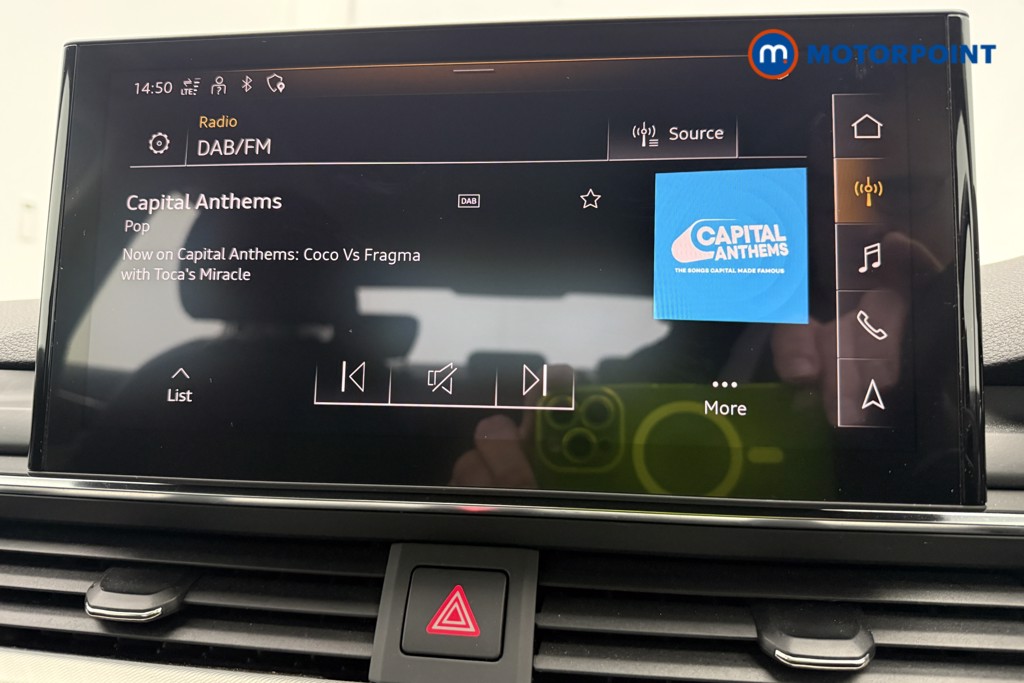 m. MOTORPOINT
14:50 LTE
Radio
DAB/FM
Source
Capital Anthems
DAB
Pop
Now on Capital Anthems: Coco Vs Fragma
with Toca's Miracle
CAPITAL
ANTHEMS
THE SONGS CAPITAL MADE FAMOUS
List
More